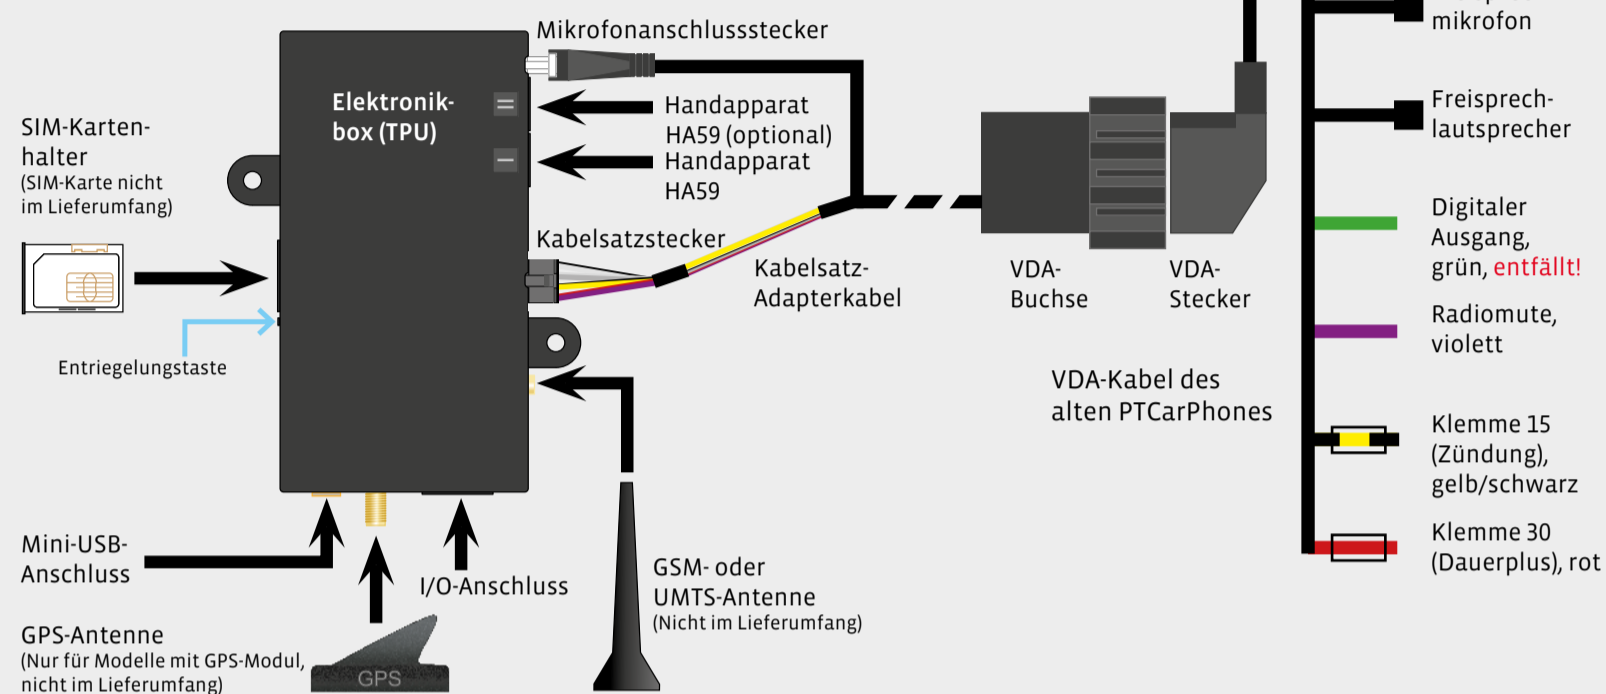 Mikrofonanschlussstecker
Elektronik-
box (TPU)
Handapparat
HA59 (optional)
Handapparat
HA59
SIM-Karten-
halter
(SIM-Karte nicht
im Lieferumfang)
Entriegelungstaste
Kabelsatzstecker
Kabelsatz-
Adapterkabel
VDA-
Buchse
VDA-
Stecker
VDA-Kabel des
alten PTCarPhones
mikrofon
Freisprech-
lautsprecher
Digitaler
Ausgang,
grün, entfällt!
Radiomute,
violett
Klemme 15
(Zündung),
gelb/schwarz
Klemme 30
(Dauerplus), rot
Mini-USB-
Anschluss
I/O-Anschluss
GSM- oder
UMTS-Antenne
(Nicht im Lieferumfang)
GPS-Antenne
(Nur für Modelle mit GPS-Modul,
nicht im Lieferumfang)
GPS